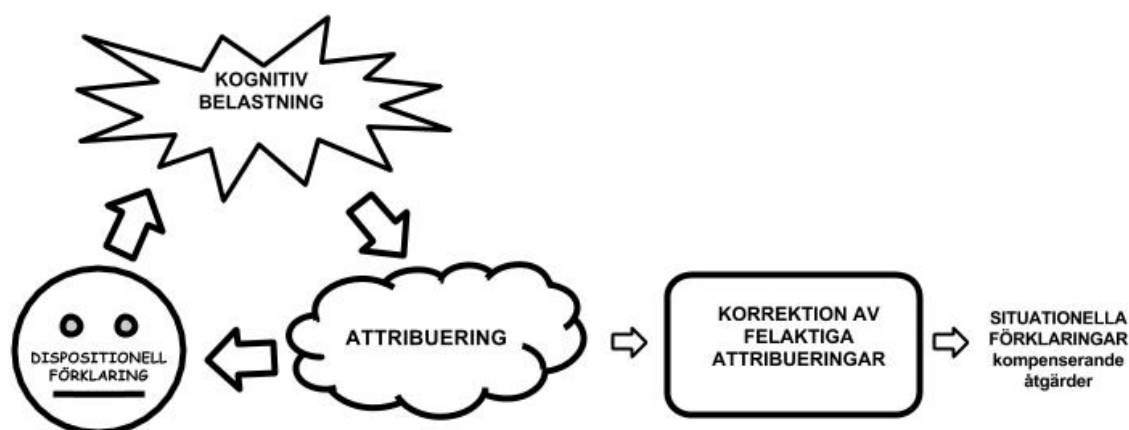 KOGNITIV
BELASTNING
DISPOSITIONELL
FÖRKLARING
ATTRIBUERING
KORREKTION AV
FELAKTIGA
ATTRIBUERINGAR
SITUATIONELLA
FÖRKLARINGAR
kompenserande
åtgärder